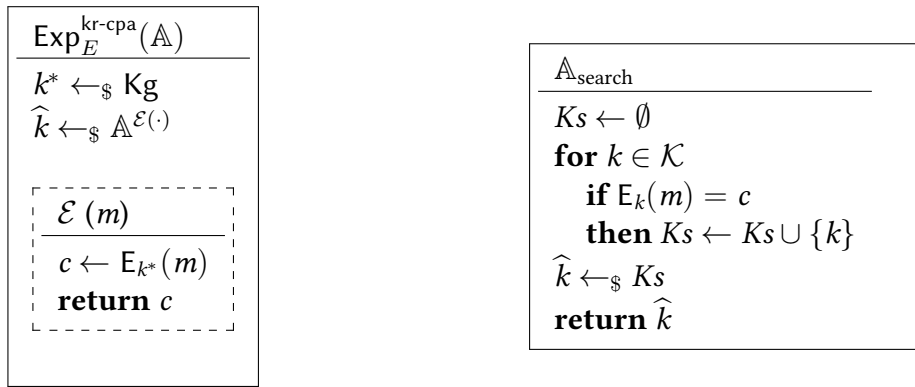 Exp_E^{kr-cpa}(𝔸)
k* ←$ Kg
k̂ ←$ 𝔸^{ℰ(·)}
ℰ (m)
c ← E_{k*}(m)
return c
𝔸_search
Ks ← ∅
for k ∈ 𝒦
if E_k(m) = c
then Ks ← Ks ∪ {k}
k̂ ←$ Ks
return k̂